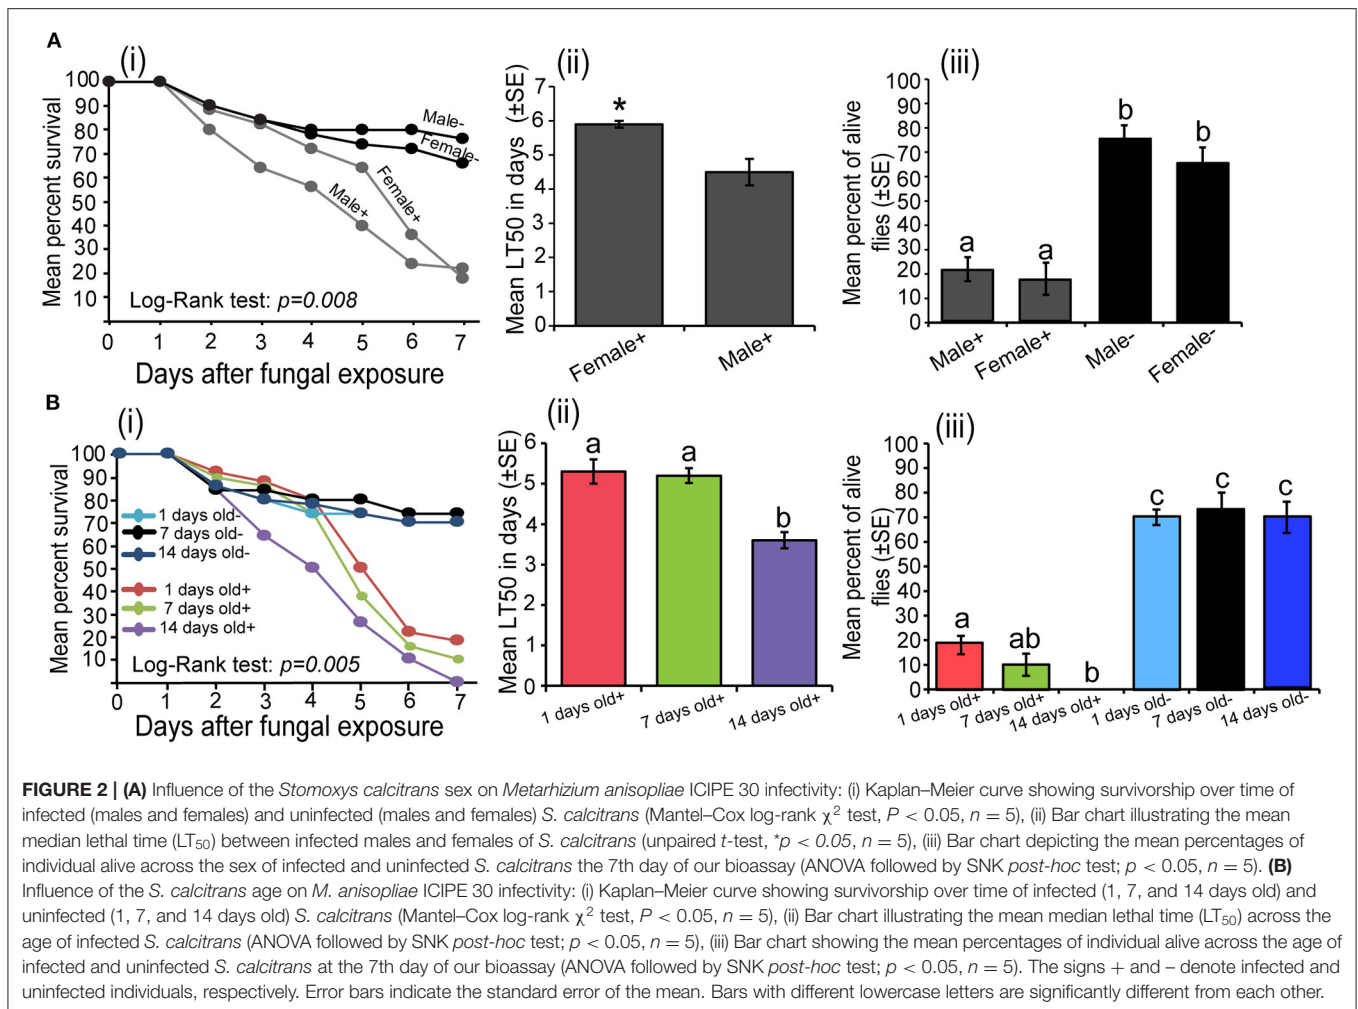 A
(i)
Mean percent survival
100
90
80
70
60
50
40
30
20
10
Male-
Female-
Female+
Male+
Log-Rank test: p=0.008
0 1 2 3 4 5 6 7
Days after fungal exposure
(ii)
Mean LT50 in days (±SE)
7
6
5
4
3
2
1
0
*
Female+
Male+
(iii)
Mean percent of alive
flies (±SE)
100
90
80
70
60
50
40
30
20
10
0
a
a
b
b
Male+
Female+
Male-
Female-
B
(i)
Mean percent survival
100
90
80
70
60
50
40
30
20
10
1 days old-
7 days old-
14 days old-
1 days old+
7 days old+
14 days old+
Log-Rank test: p=0.005
0 1 2 3 4 5 6 7
Days after fungal exposure
(ii)
Mean LT50 in days (±SE)
6
5
4
3
2
1
0
a
a
b
1 days old+
7 days old+
14 days old+
(iii)
Mean percent of alive
flies (±SE)
100
90
80
70
60
50
40
30
20
10
0
a
ab
b
c
c
c
1 days old+
7 days old+
14 days old+
1 days old-
7 days old-
14 days old-
FIGURE 2 | (A) Influence of the Stomoxys calcitrans sex on Metarhizium anisopliae ICIPE 30 infectivity: (i) Kaplan–Meier curve showing survivorship over time of
infected (males and females) and uninfected (males and females) S. calcitrans (Mantel–Cox log-rank χ² test, P < 0.05, n = 5), (ii) Bar chart illustrating the mean
median lethal time (LT₅₀) between infected males and females of S. calcitrans (unpaired t-test, *p < 0.05, n = 5), (iii) Bar chart depicting the mean percentages of
individual alive across the sex of infected and uninfected S. calcitrans the 7th day of our bioassay (ANOVA followed by SNK post-hoc test; p < 0.05, n = 5). (B)
Influence of the S. calcitrans age on M. anisopliae ICIPE 30 infectivity: (i) Kaplan–Meier curve showing survivorship over time of infected (1, 7, and 14 days old) and
uninfected (1, 7, and 14 days old) S. calcitrans (Mantel–Cox log-rank χ² test, P < 0.05, n = 5), (ii) Bar chart illustrating the mean median lethal time (LT₅₀) across the
age of infected S. calcitrans (ANOVA followed by SNK post-hoc test; p < 0.05, n = 5), (iii) Bar chart showing the mean percentages of individual alive across the age of
infected and uninfected S. calcitrans at the 7th day of our bioassay (ANOVA followed by SNK post-hoc test; p < 0.05, n = 5). The signs + and – denote infected and
uninfected individuals, respectively. Error bars indicate the standard error of the mean. Bars with different lowercase letters are significantly different from each other.